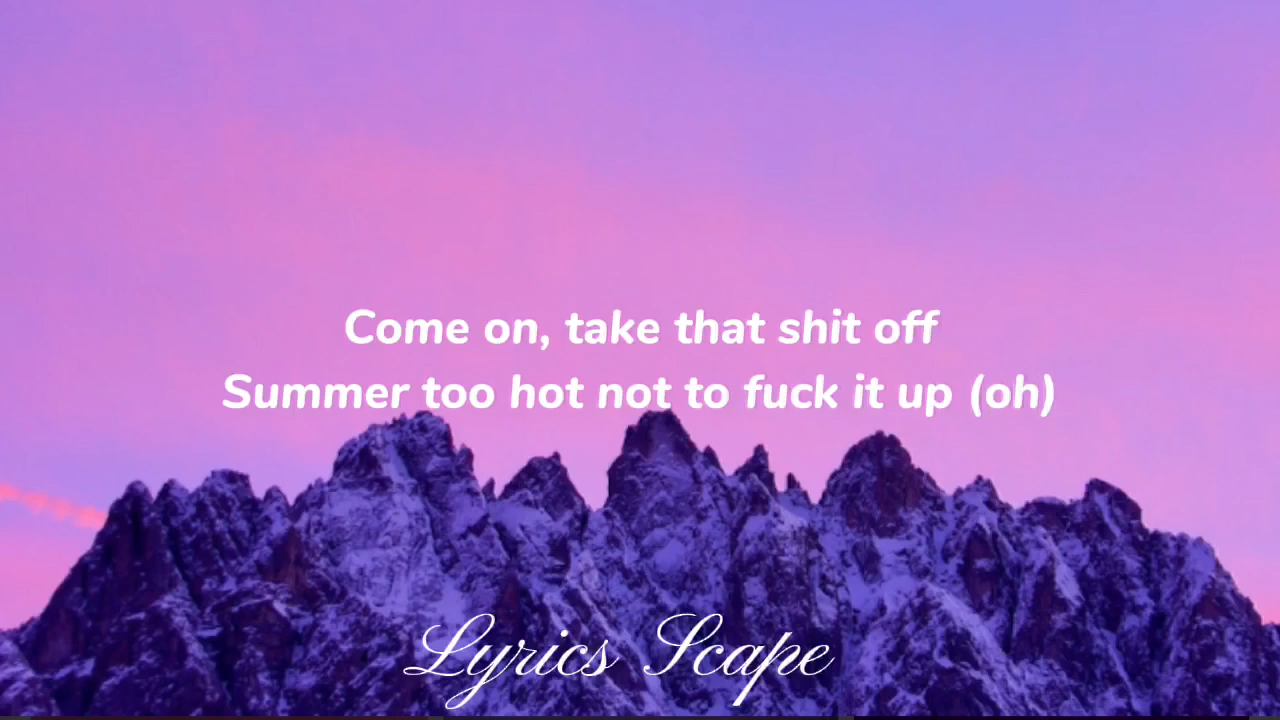 Come on, take that shit off
Summer too hot not to fuck it up (oh)
Lyrics Scape